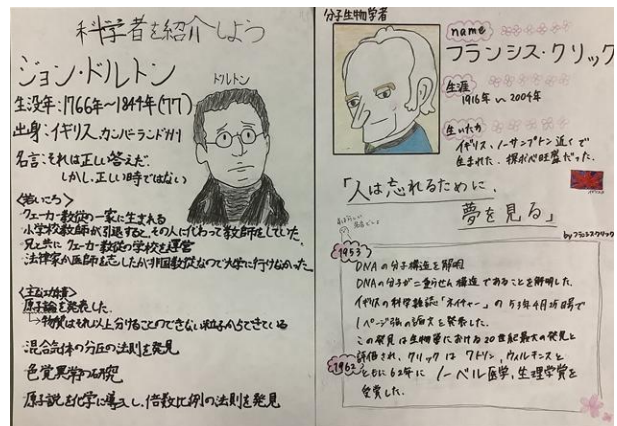 科学者を紹介しよう
ジョン・ドルトン
ドルトン
生没年:1766年~1844年(77)
出身:イギリス、カンバーランド州
名言:それは正しい答えだ。
しかし、正しい時ではない
<若いころ>
・クェーカー教徒の一家に生まれる
・小学校教師が引退すると、その人に代わって教師をしていた
・兄と共にクェーカー教徒の学校を運営
・法律家か医師を志したが非国教徒なので大学に行けなかった。
<主な功績>
原子論を発表した。
→物質はそれ以上分けることのできない粒子からできている
混合気体の分圧の法則を発見
色覚異常の研究
原子説を化学に導入し、倍数比例の法則を発見
分子生物学者
name
フランシス・クリック
生涯
1916年~2004年
生いたち
イギリス、ノーサンプトン近くで
生まれた。探求心旺盛だった。
「人は忘れるために、
夢を見る」
byフランシスクリック
1953
DNAの分子構造を解明
DNAの分子が二重らせん構造であることを解明した。
イギリスの科学雑誌「ネイチャー」の53年4月25日号で
1ページ強の論文を発表した。
この発見は生物学における20世紀最大の発見と
評価され、クリックはワトソン、ウィルキンスと
1962
ともに62年にノーベル医学、生理学賞を
受賞した。